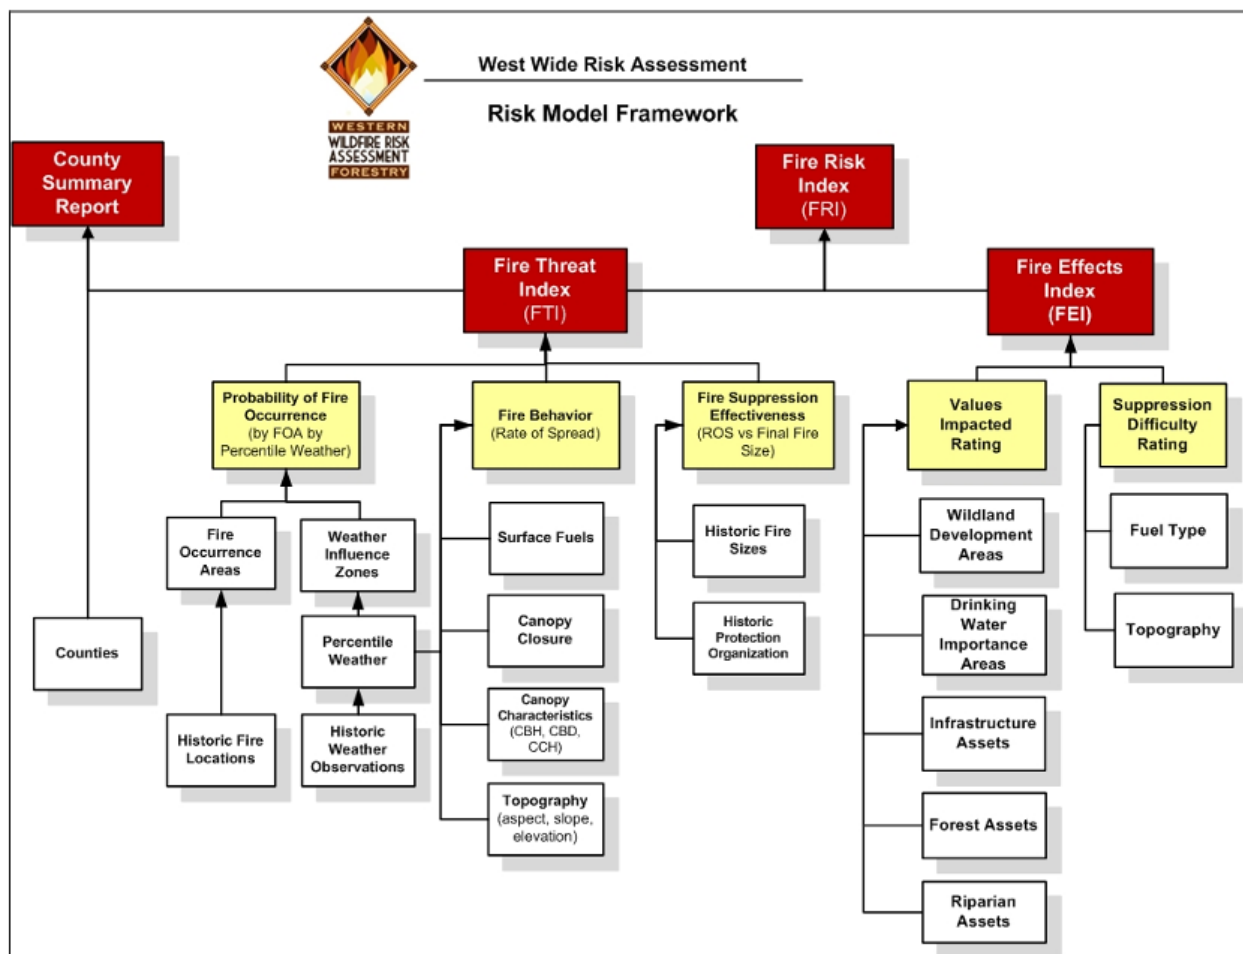 West Wide Risk Assessment
Risk Model Framework
WESTERN
WILDFIRE RISK
ASSESSMENT
FORESTRY
County
Summary
Report
Fire Risk
Index
(FRI)
Fire Threat
Index
(FTI)
Fire Effects
Index
(FEI)
Probability of Fire
Occurrence
(by FOA by
Percentile Weather)
Fire Behavior
(Rate of Spread)
Fire Suppression
Effectiveness
(ROS vs Final Fire
Size)
Values
Impacted
Rating
Suppression
Difficulty
Rating
Fire
Occurrence
Areas
Weather
Influence
Zones
Surface Fuels
Historic Fire
Sizes
Wildland
Development
Areas
Fuel Type
Counties
Percentile
Weather
Canopy
Closure
Historic
Protection
Organization
Drinking
Water
Importance
Areas
Topography
Historic Fire
Locations
Historic
Weather
Observations
Canopy
Characteristics
(CBH, CBD,
CCH)
Infrastructure
Assets
Topography
(aspect, slope,
elevation)
Forest Assets
Riparian
Assets